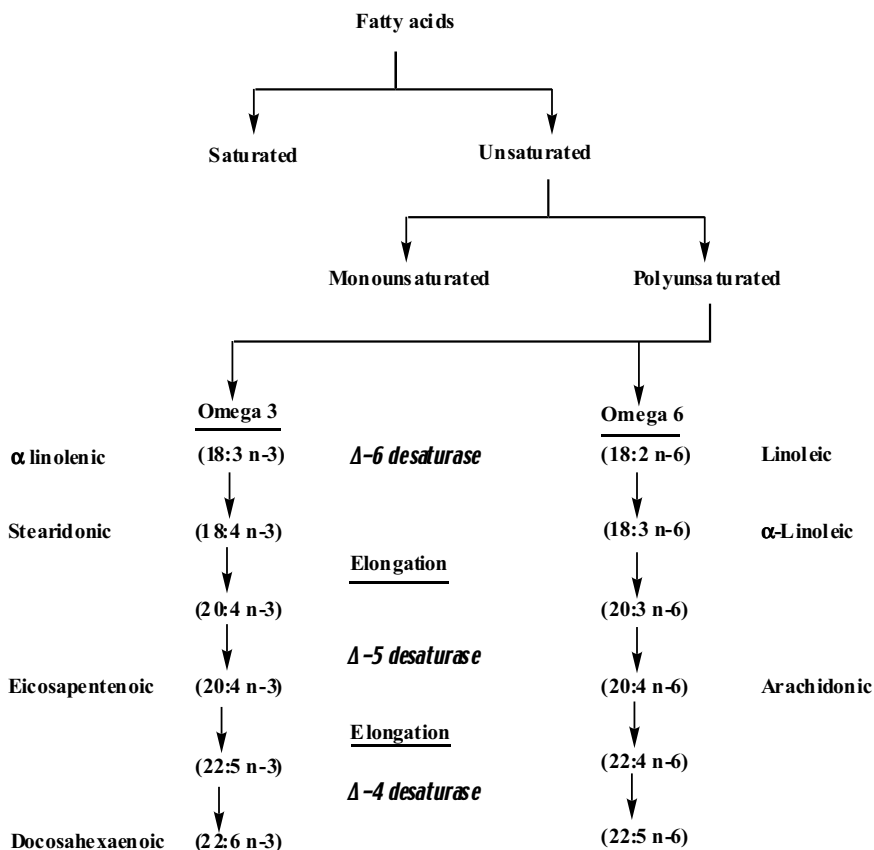 Fatty acids
Saturated
Unsaturated
Monounsaturated
Polyunsaturated
Omega 3
Omega 6
α linolenic (18:3 n-3) Δ-6 desaturase (18:2 n-6) Linoleic
Stearidonic (18:4 n-3) (18:3 n-6) α-Linoleic
Elongation
(20:4 n-3) (20:3 n-6)
Δ-5 desaturase
Eicosapentenoic (20:4 n-3) (20:4 n-6) Arachidonic
Elongation
(22:5 n-3) (22:4 n-6)
Δ-4 desaturase
Docosahexaenoic (22:6 n-3) (22:5 n-6)